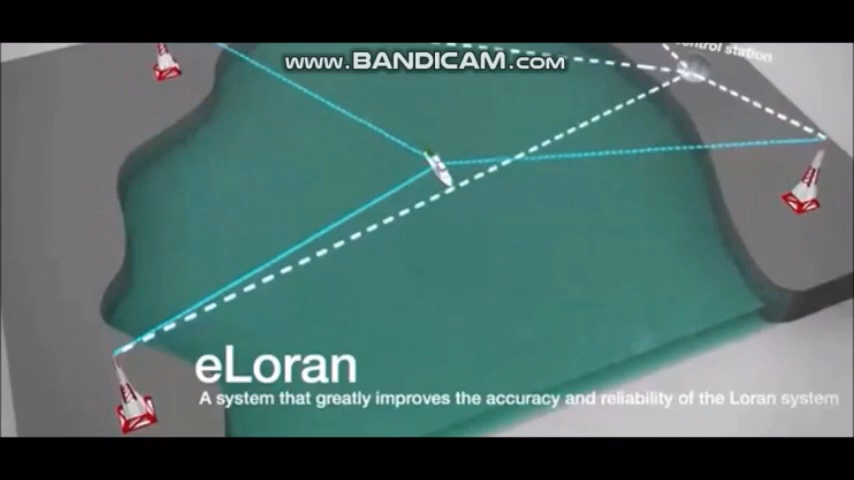 www.BANDICAM.com
control station
eLoran
A system that greatly improves the accuracy and reliability of the Loran system